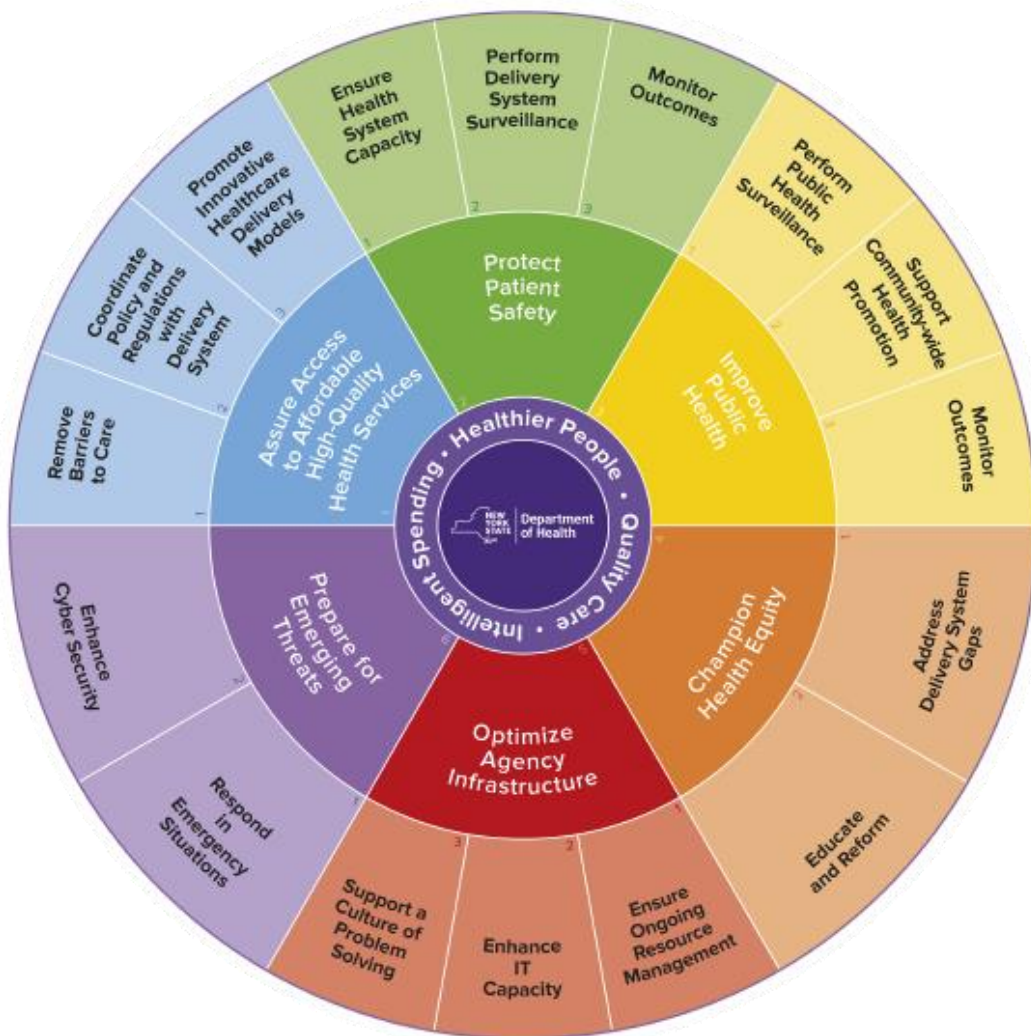 Ensure
Health
System
Capacity
Perform
Delivery
System
Surveillance
Monitor
Outcomes
Perform
Public
Health
Surveillance
Support
Community-wide
Health
Promotion
Monitor
Outcomes
Address
Delivery System
Gaps
Educate
and Reform
Ensure
Ongoing
Resource
Management
Enhance
IT
Capacity
Support a
Culture of
Problem
Solving
Respond
in
Emergency
Situations
Enhance
Cyber Security
Remove
Barriers
to Care
Coordinate
Policy and
Regulations
with
Delivery
System
Promote
Innovative
Healthcare
Delivery
Models
Protect
Patient
Safety
Improve
Public
Health
Champion
Health Equity
Optimize
Agency
Infrastructure
Prepare for
Emerging
Threats
Assure Access
to Affordable
High-Quality
Health Services
Healthier People • Quality Care • Intelligent Spending •
NEW
YORK
STATE
Department
of Health